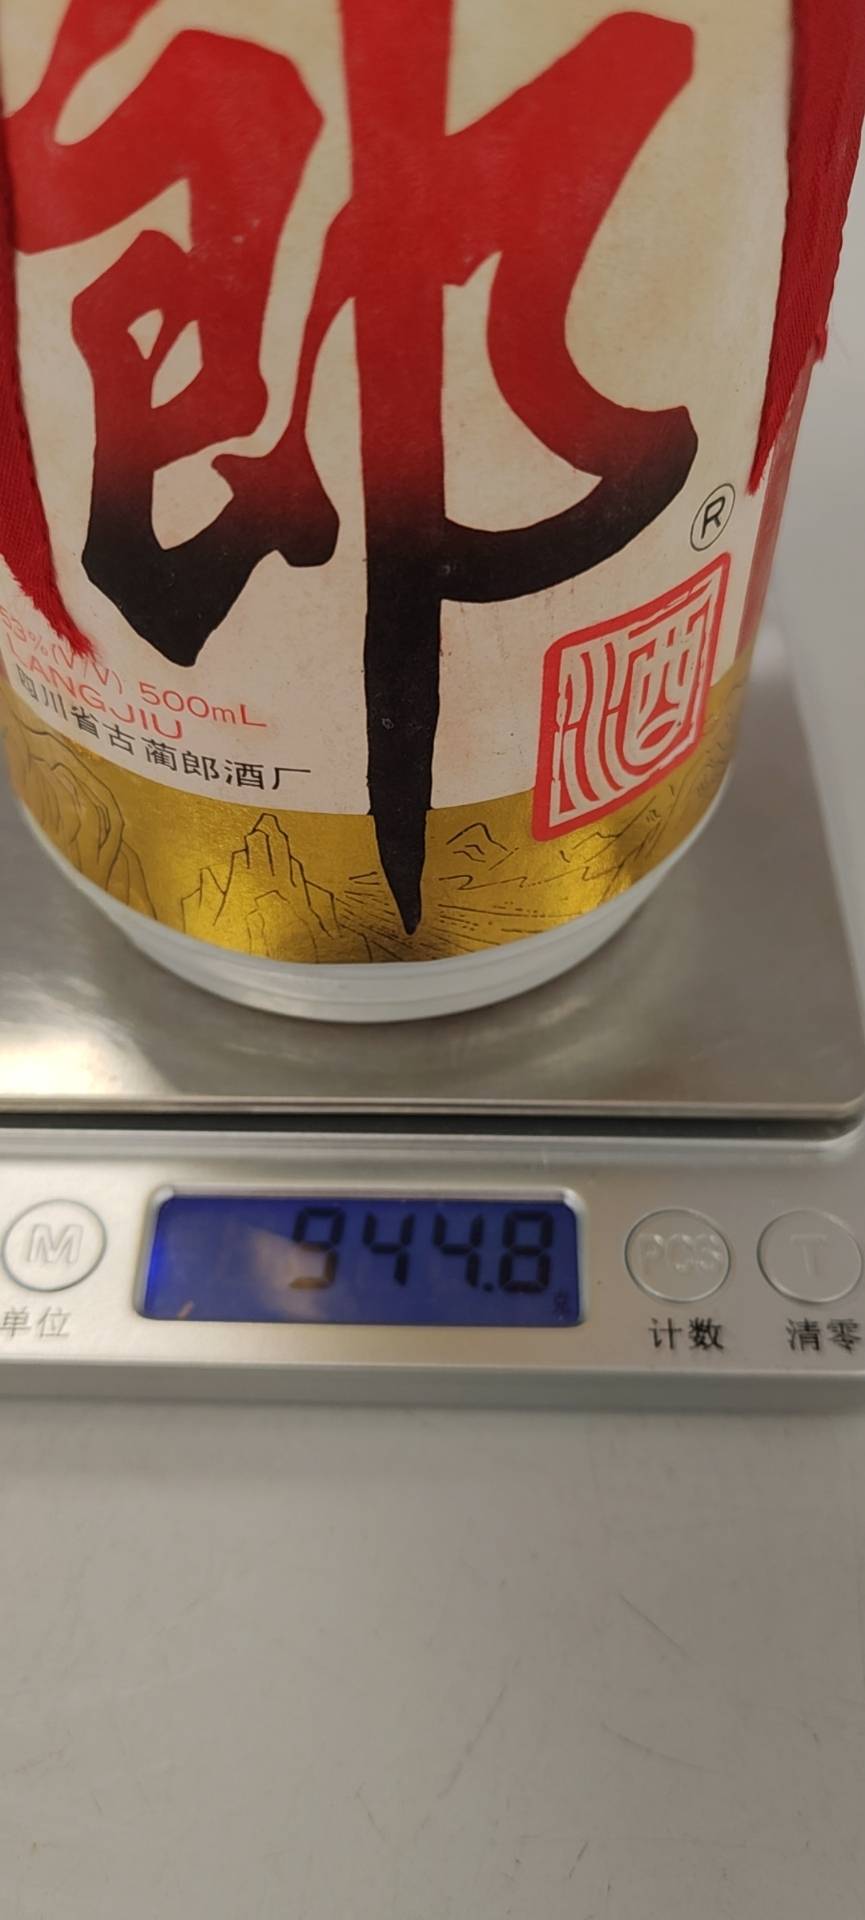 郎
®
酒
53%(V/V) 500mL
LANGJIU
四川省古蔺郎酒厂
944.8
克
M
单位
PCS
计数
T
清零